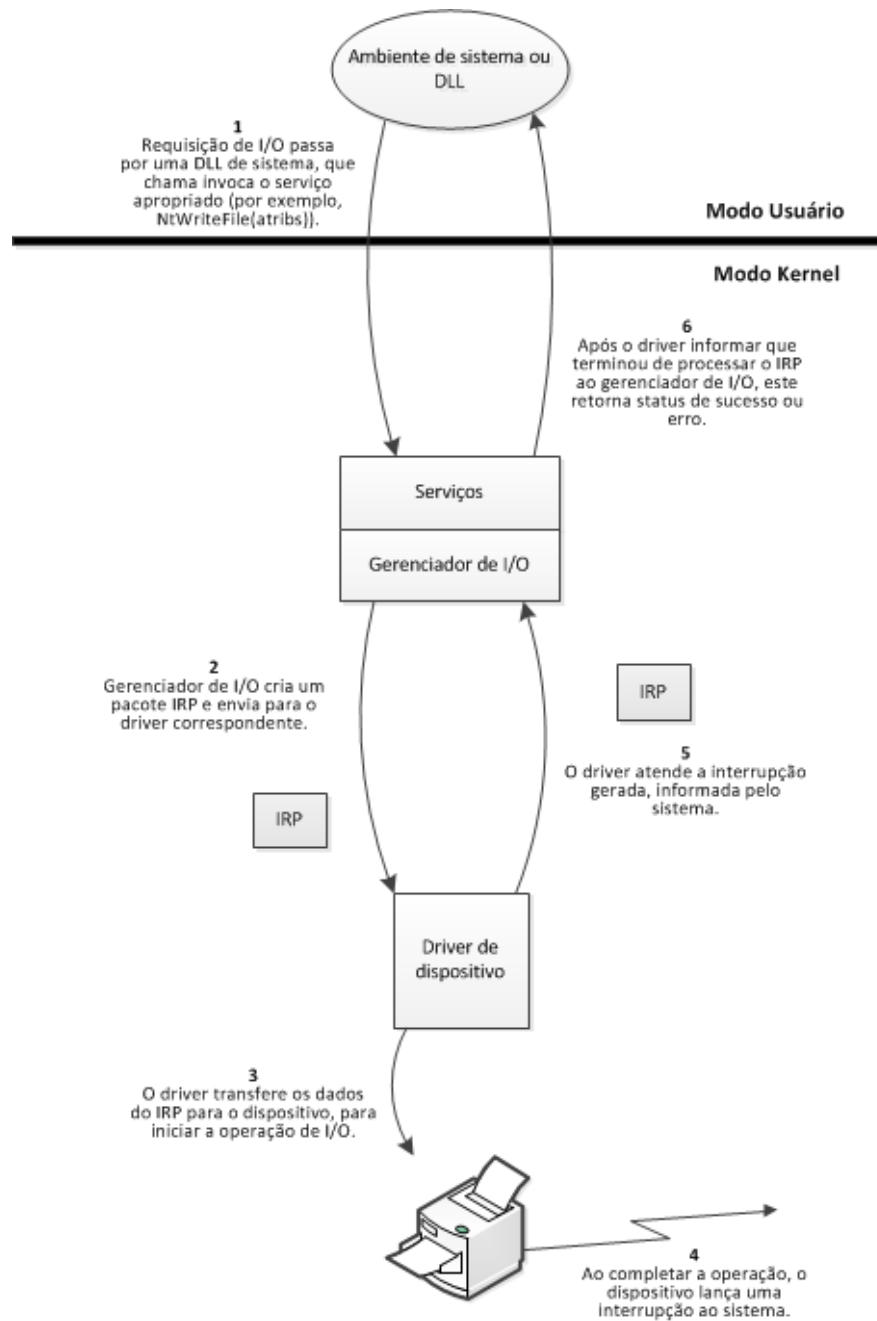 Ambiente de sistema ou
DLL
1
Requisição de I/O passa
por uma DLL de sistema, que
chama invoca o serviço
apropriado (por exemplo,
NtWriteFile(atribs)).
Modo Usuário
Modo Kernel
6
Após o driver informar que
terminou de processar o IRP
ao gerenciador de I/O, este
retorna status de sucesso ou
erro.
Serviços
Gerenciador de I/O
2
Gerenciador de I/O cria um
pacote IRP e envia para o
driver correspondente.
IRP
IRP
5
O driver atende a interrupção
gerada, informada pelo
sistema.
Driver de
dispositivo
3
O driver transfere os dados
do IRP para o dispositivo, para
iniciar a operação de I/O.
4
Ao completar a operação, o
dispositivo lança uma
interrupção ao sistema.